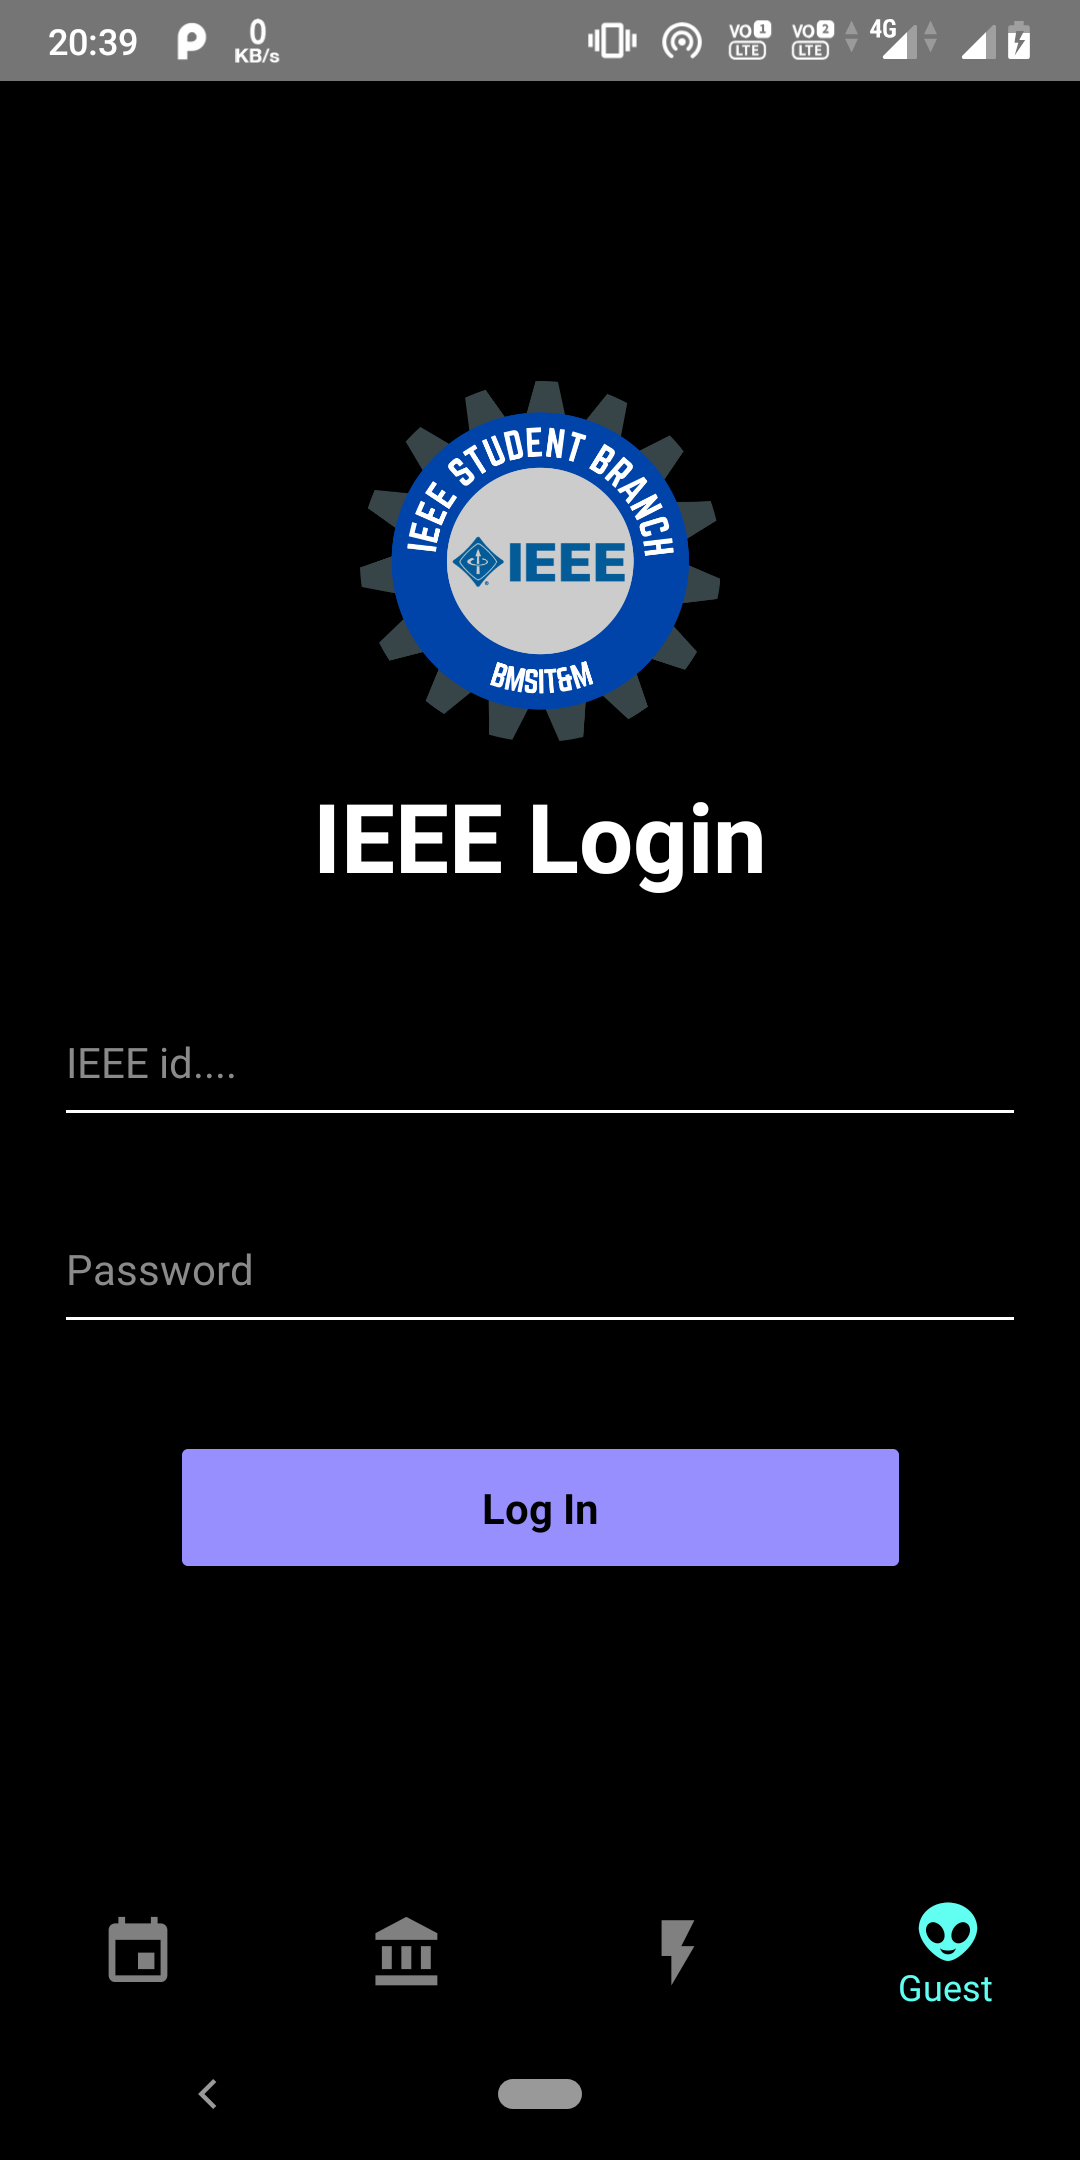 20:39
0
KB/s
VO 1
LTE
VO 2
LTE
4G
IEEE STUDENT BRANCH
IEEE
BMSIT&M
IEEE Login
IEEE id....
Password
Log In
Guest